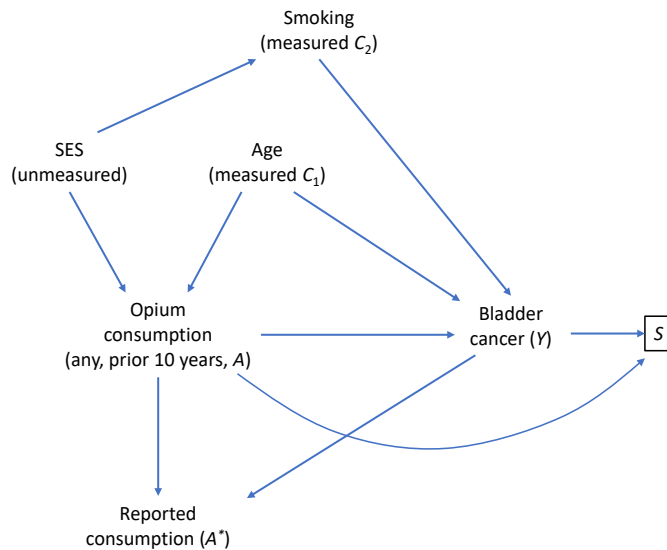 Smoking
(measured C₂)
SES
(unmeasured)
Age
(measured C₁)
Opium
consumption
(any, prior 10 years, A)
Bladder
cancer (Y)
S
Reported
consumption (A*)